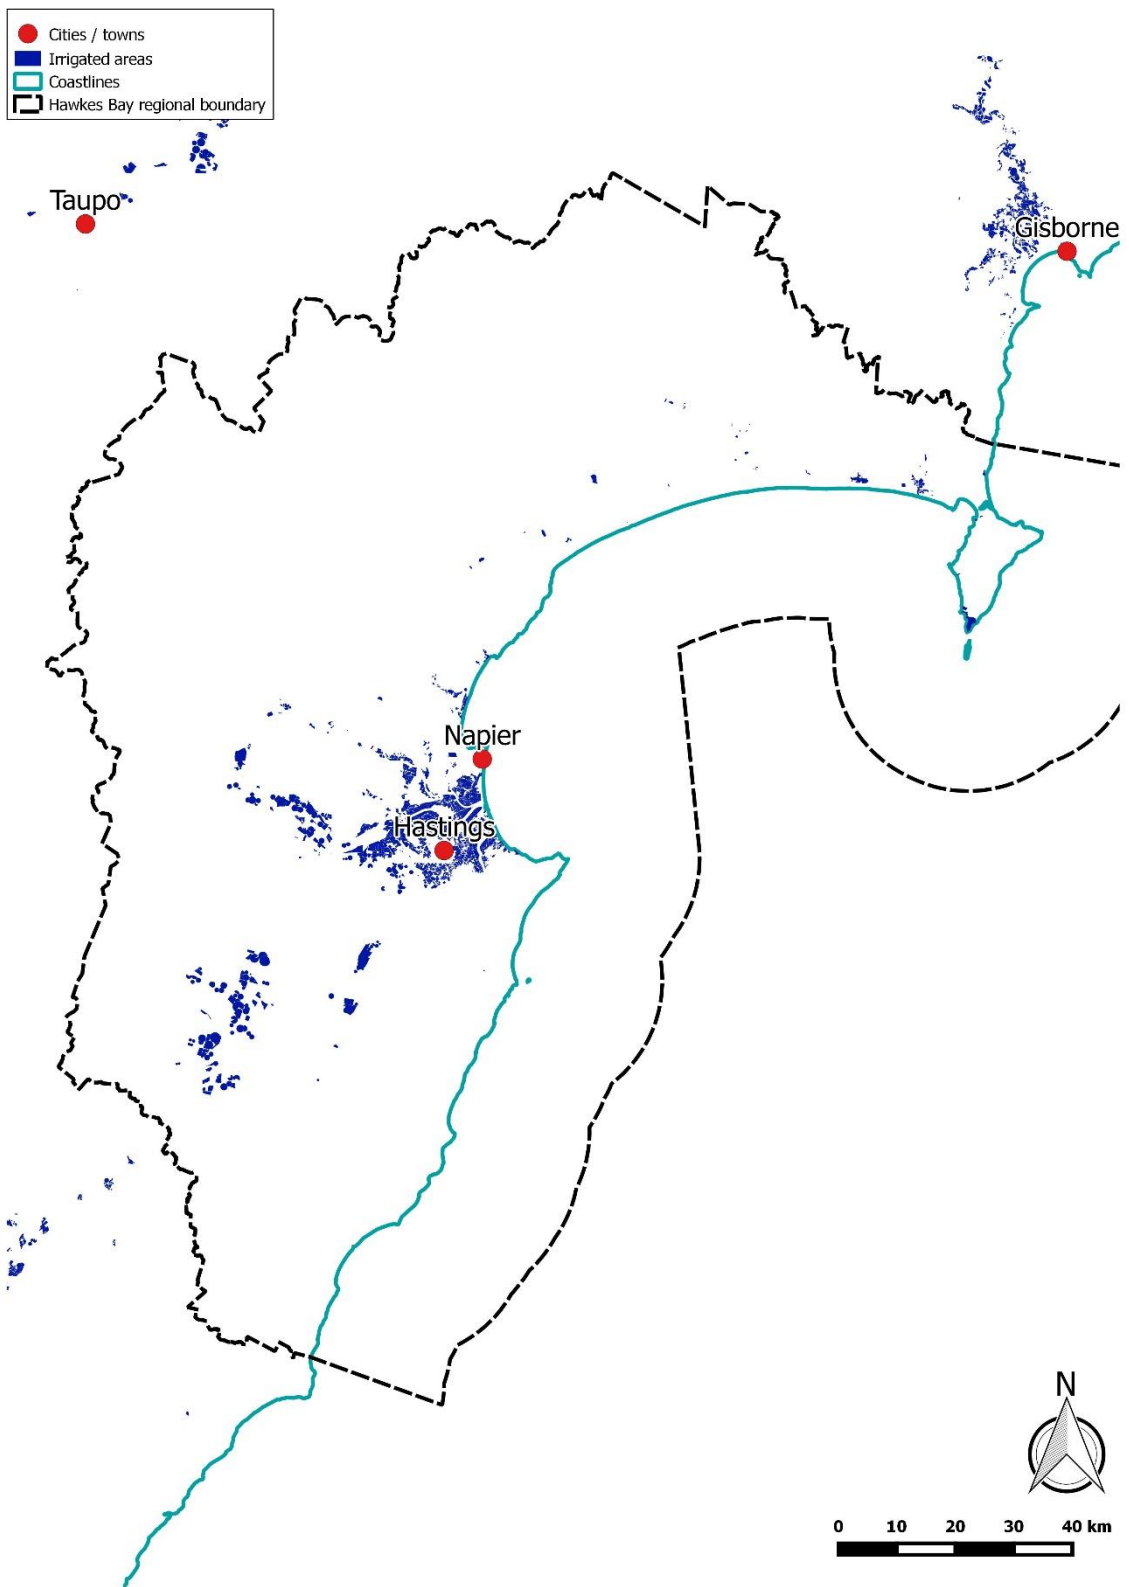 Cities / towns
Irrigated areas
Coastlines
Hawkes Bay regional boundary
Taupo
Gisborne
Napier
Hastings
N
0 10 20 30 40 km